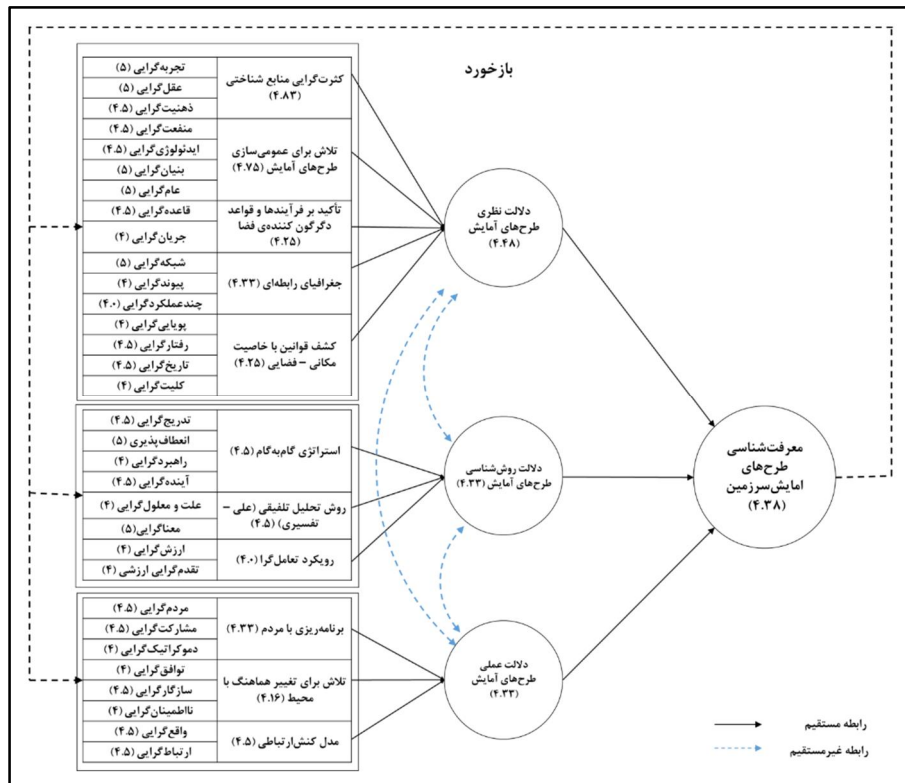 بازخورد
کثرت‌گرایی منابع شناختی
(۴.۸۳)
تجربه‌گرایی (۵)
عقل‌گرایی (۵)
ذهنیت‌گرایی (۴.۵)
تلاش برای عمومی‌سازی
طرح‌های آمایش (۴.۷۵)
منفعت‌گرایی (۴.۵)
ایدئولوژی‌گرایی (۴.۵)
بنیان‌گرایی (۵)
عام‌گرایی (۵)
تأکید بر فرآیندها و قواعد
دگرگون کننده‌ی فضا
(۴.۲۵)
قاعده‌گرایی (۴.۵)
جریان‌گرایی (۴)
جغرافیای رابطه‌ای (۴.۳۳)
شبکه‌گرایی (۵)
پیوندگرایی (۴)
چندعملکردگرایی (۴.۰)
کشف قوانین با خاصیت
مکانی – فضایی (۴.۲۵)
پویایی‌گرایی (۴)
رفتارگرایی (۴.۵)
تاریخ‌گرایی (۴.۵)
کلیت‌گرایی (۴)
استراتژی گام‌به‌گام (۴.۵)
تدریج‌گرایی (۴.۵)
انعطاف‌پذیری (۵)
راهبردگرایی (۴)
آینده‌گرایی (۴.۵)
روش تحلیل تلفیقی (علی –
تفسیری) (۴.۵)
علت و معلول‌گرایی (۴)
معناگرایی (۵)
رویکرد تعامل‌گرا (۴.۰)
ارزش‌گرایی (۴)
تقدم‌گرایی ارزشی (۴)
برنامه‌ریزی با مردم (۴.۳۳)
مردم‌گرایی (۴.۵)
مشارکت‌گرایی (۴.۵)
دموکراتیک‌گرایی (۴)
تلاش برای تغییر هماهنگ با
محیط (۴.۱۶)
توافق‌گرایی (۴)
سازگارگرایی (۴.۵)
نااطمینان‌گرایی (۴)
مدل کنش‌ارتباطی (۴.۵)
واقع‌گرایی (۴.۵)
ارتباط‌گرایی (۴.۵)
دلالت نظری
طرح‌های آمایش
(۴.۴۸)
دلالت روش‌شناسی
طرح‌های آمایش (۴.۳۳)
دلالت عملی
طرح‌های آمایش
(۴.۳۳)
معرفت‌شناسی
طرح‌های
امایش‌سرزمین
(۴.۳۸)
رابطه مستقیم
رابطه غیرمستقیم